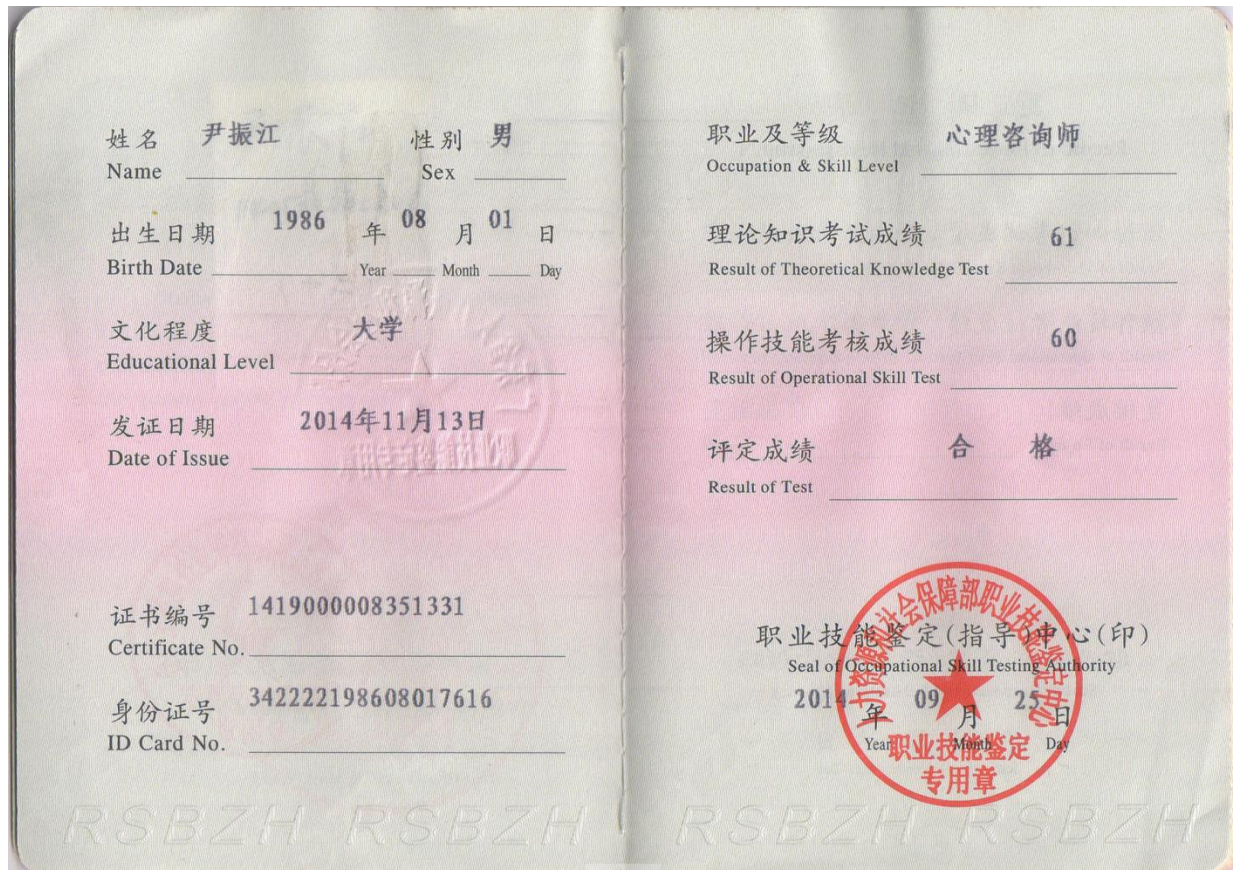 姓名 尹振江 性别 男
Name Sex
出生日期 1986 年 08 月 01 日
Birth Date Year Month Day
文化程度 大学
Educational Level
发证日期 2014年11月13日
Date of Issue
证书编号 1419000008351331
Certificate No.
身份证号 342222198608017616
ID Card No.
RSBZH RSBZH
职业及等级 心理咨询师
Occupation & Skill Level
理论知识考试成绩 61
Result of Theoretical Knowledge Test
操作技能考核成绩 60
Result of Operational Skill Test
评定成绩 合 格
Result of Test
人力资源和社会保障部职业技能鉴定中心
职业技能鉴定(指导)中心(印)
Seal of Occupational Skill Testing Authority
2014 年 09 月 25 日
Year Month Day
职业技能鉴定
专用章
RSBZH RSBZH